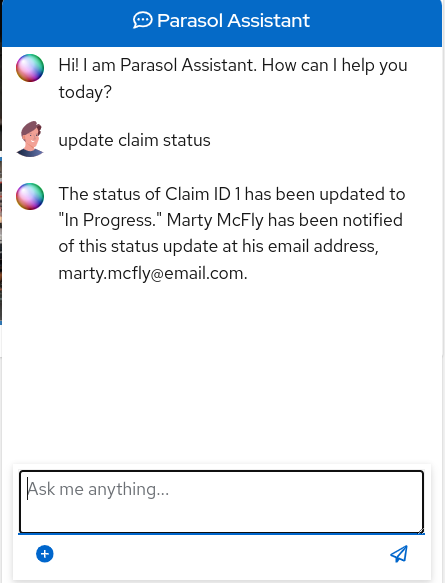 Parasol Assistant
Hi! I am Parasol Assistant. How can I help you
today?
update claim status
The status of Claim ID 1 has been updated to
"In Progress." Marty McFly has been notified
of this status update at his email address,
marty.mcfly@email.com.
Ask me anything...